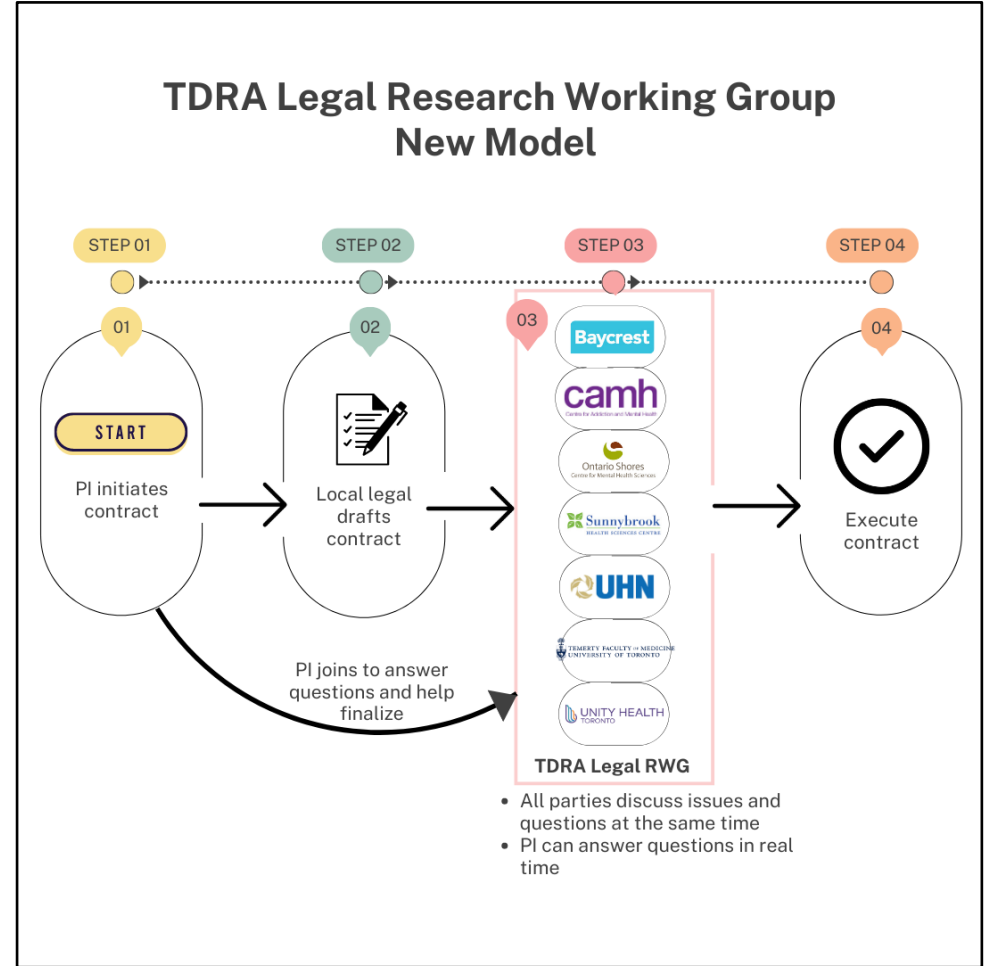 TDRA Legal Research Working Group
New Model
STEP 01
STEP 02
STEP 03
STEP 04
01
START
PI initiates
contract
02
Local legal
drafts
contract
PI joins to answer
questions and help
finalize
03
Baycrest
camh
Centre for Addiction and Mental Health
Ontario Shores
Centre for Mental Health Sciences
Sunnybrook
HEALTH SCIENCES CENTRE
UHN
TEMERTY FACULTY OF MEDICINE
UNIVERSITY OF TORONTO
UNITY HEALTH
TORONTO
TDRA Legal RWG
• All parties discuss issues and
questions at the same time
• PI can answer questions in real
time
04
Execute
contract